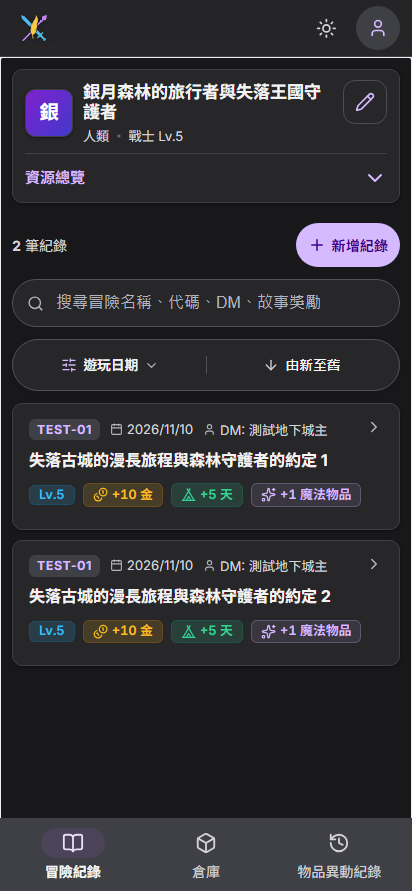 銀
銀月森林的旅行者與失落王國守
護者
人類 • 戰士 Lv.5
資源總覽
2 筆紀錄
+ 新增紀錄
搜尋冒險名稱、代碼、DM、故事獎勵
遊玩日期
由新至舊
TEST-01 2026/11/10 DM: 測試地下城主
失落古城的漫長旅程與森林守護者的約定 1
Lv.5 +10 金 +5 天 +1 魔法物品
TEST-01 2026/11/10 DM: 測試地下城主
失落古城的漫長旅程與森林守護者的約定 2
Lv.5 +10 金 +5 天 +1 魔法物品
冒險紀錄 倉庫 物品異動紀錄